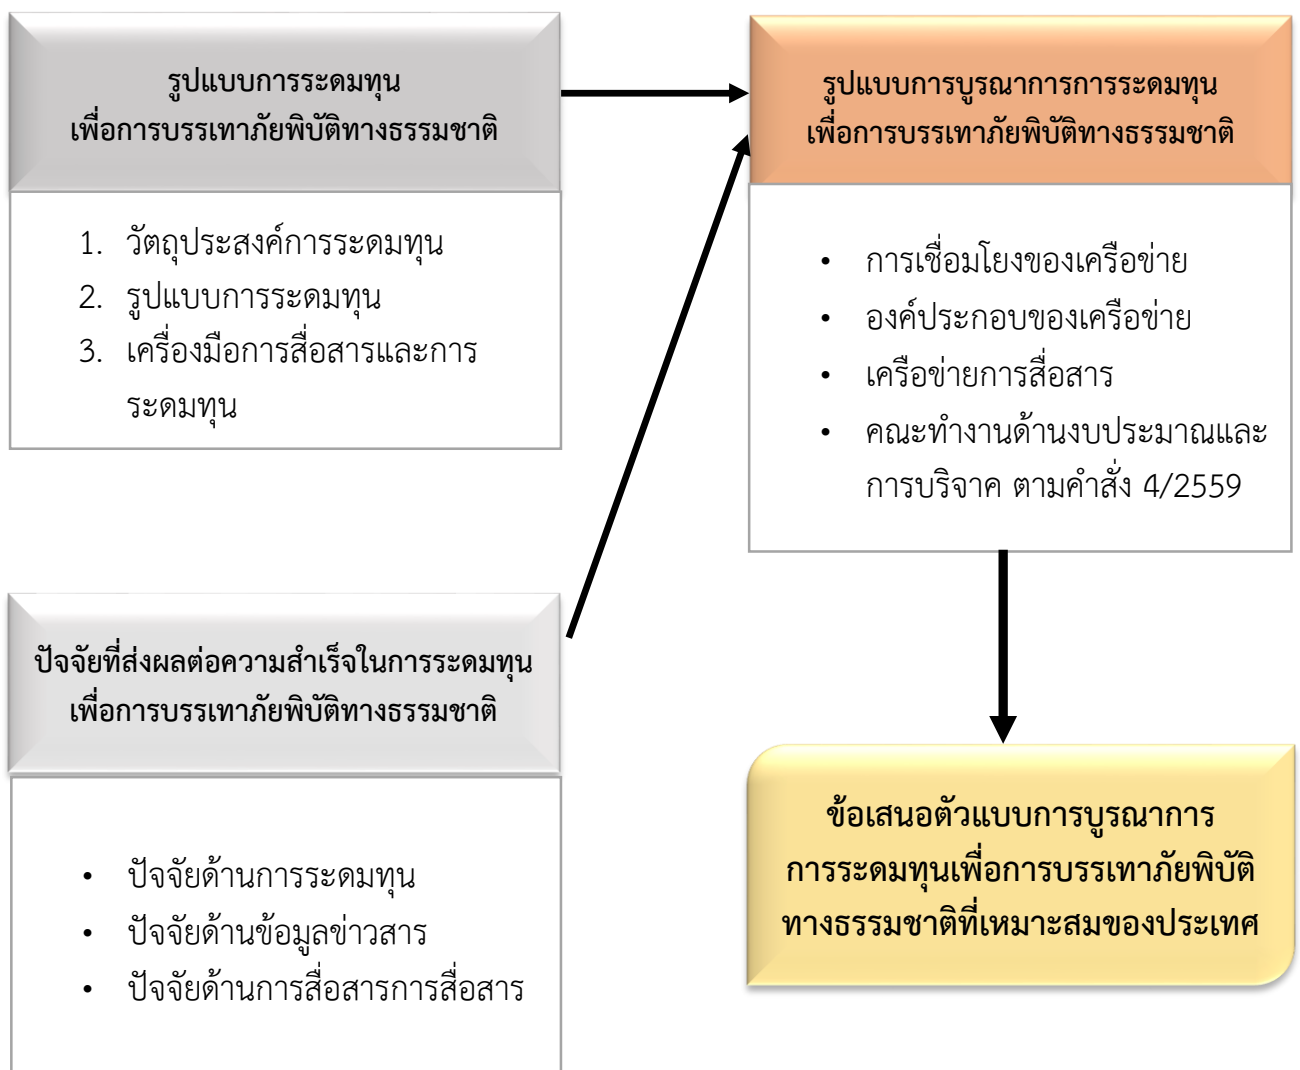 รูปแบบการระดมทุน
เพื่อการบรรเทาภัยพิบัติทางธรรมชาติ
1. วัตถุประสงค์การระดมทุน
2. รูปแบบการระดมทุน
3. เครื่องมือการสื่อสารและการ
ระดมทุน
รูปแบบการบูรณาการการระดมทุน
เพื่อการบรรเทาภัยพิบัติทางธรรมชาติ
• การเชื่อมโยงของเครือข่าย
• องค์ประกอบของเครือข่าย
• เครือข่ายการสื่อสาร
• คณะทำงานด้านงบประมาณและ
การบริจาค ตามคำสั่ง 4/2559
ปัจจัยที่ส่งผลต่อความสำเร็จในการระดมทุน
เพื่อการบรรเทาภัยพิบัติทางธรรมชาติ
• ปัจจัยด้านการระดมทุน
• ปัจจัยด้านข้อมูลข่าวสาร
• ปัจจัยด้านการสื่อสารการสื่อสาร
ข้อเสนอตัวแบบการบูรณาการ
การระดมทุนเพื่อการบรรเทาภัยพิบัติ
ทางธรรมชาติที่เหมาะสมของประเทศ